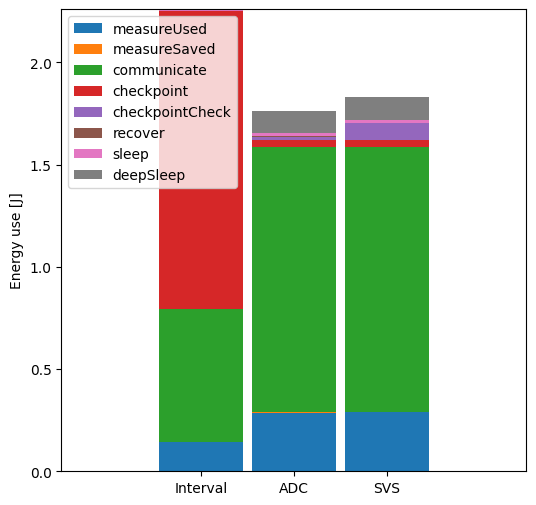 measureUsed
measureSaved
communicate
checkpoint
checkpointCheck
recover
sleep
deepSleep
Energy use [J]
2.0
1.5
1.0
0.5
0.0
Interval
ADC
SVS